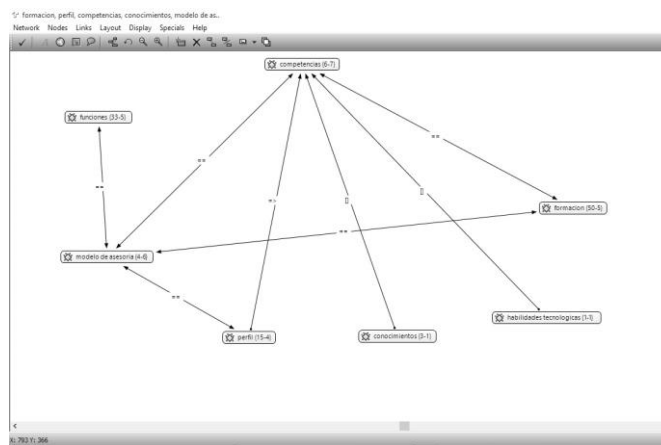 formacion, perfil, competencias, conocimientos, modelo de as..
Network Nodes Links Layout Display Specials Help
competencias {6-7}
funciones {33-5}
==
==
==
=>
[]
[]
formacion {50-5}
==
modelo de asesoria {4-6}
==
habilidades tecnologicas {1-1}
perfil {15-4}
conocimientos {3-1}
X: 793 Y: 366